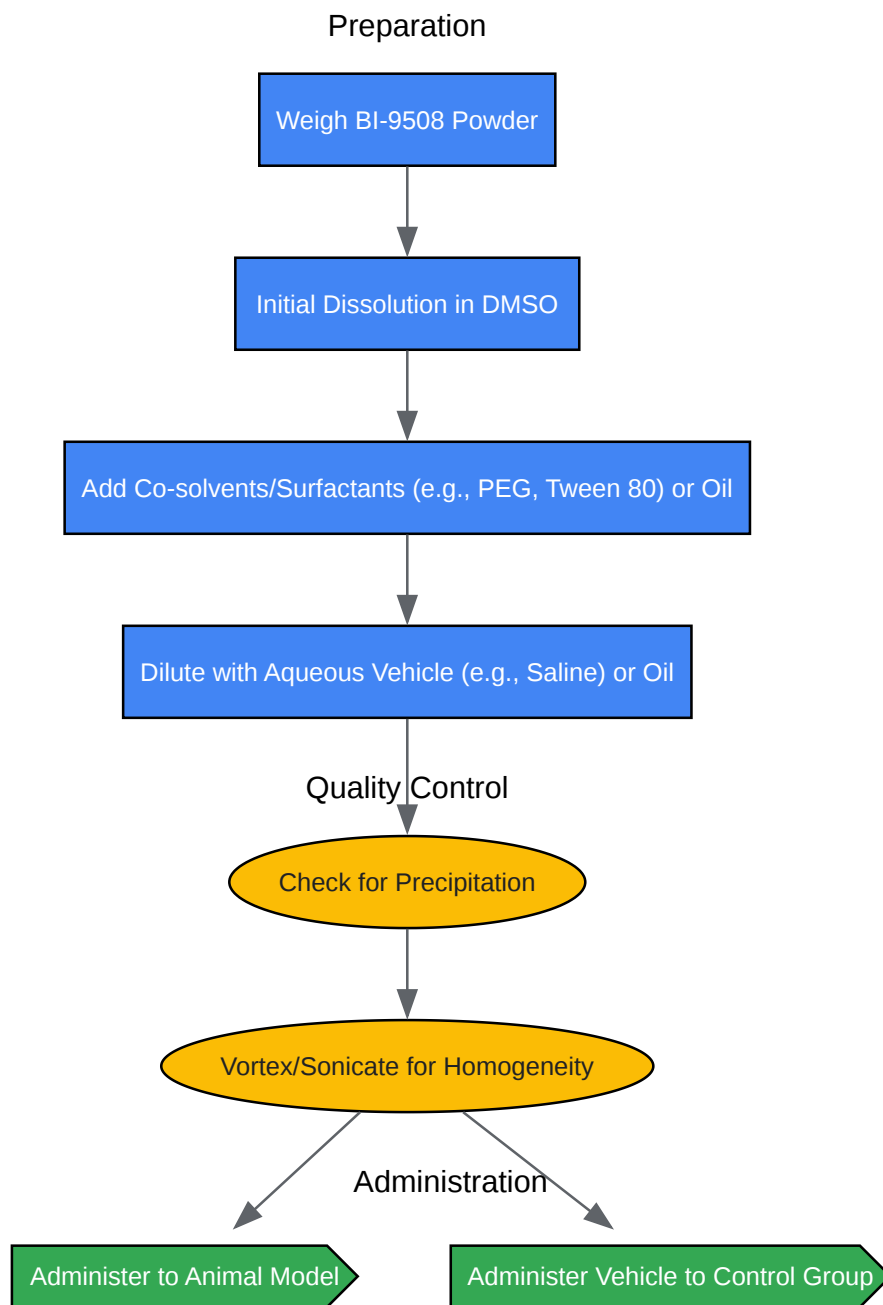 Preparation
Weigh BI-9508 Powder
Initial Dissolution in DMSO
Add Co-solvents/Surfactants (e.g., PEG, Tween 80) or Oil
Dilute with Aqueous Vehicle (e.g., Saline) or Oil
Quality Control
Check for Precipitation
Vortex/Sonicate for Homogeneity
Administration
Administer to Animal Model
Administer Vehicle to Control Group